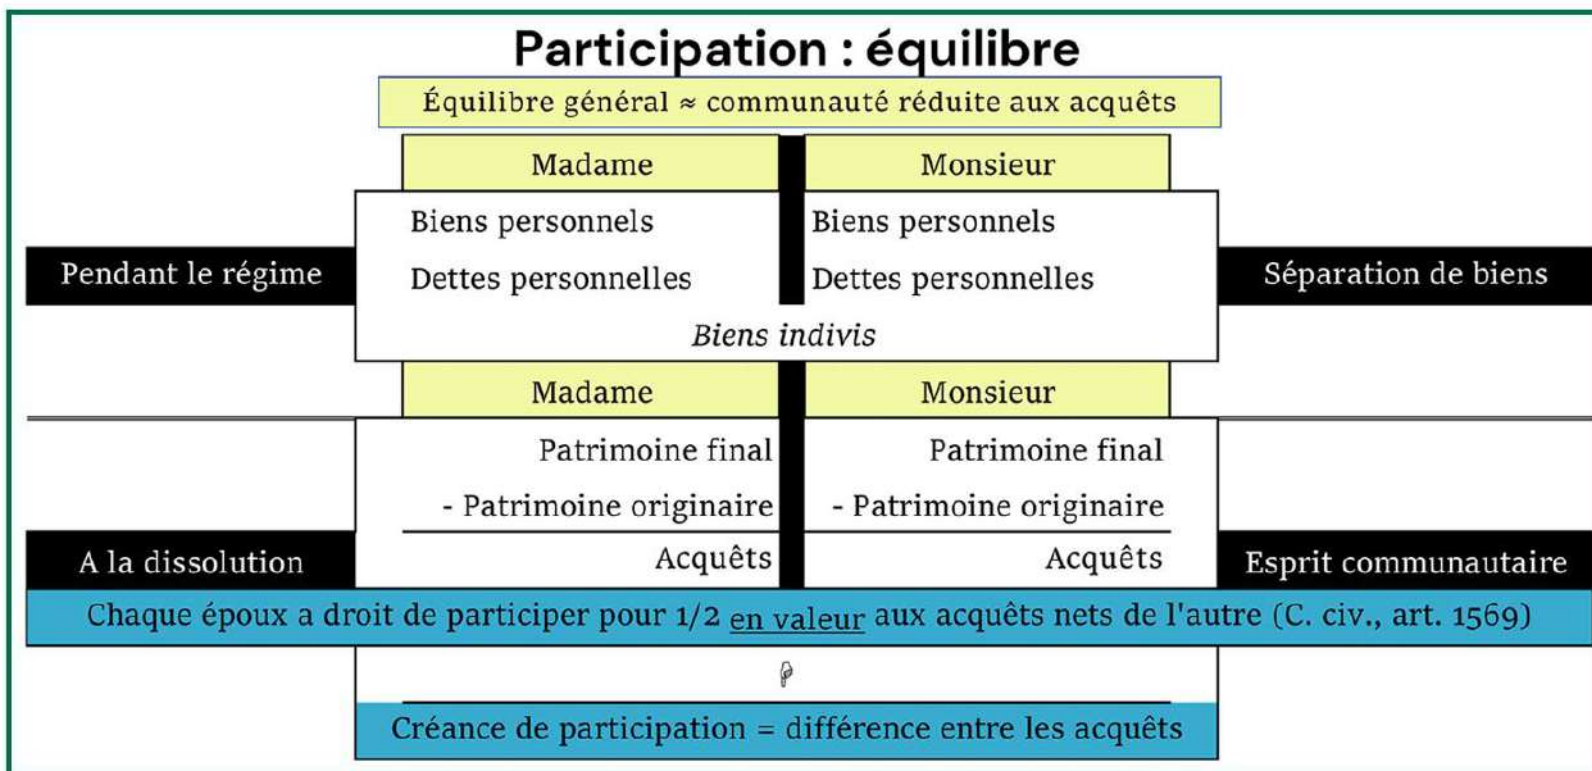 Participation : équilibre
Équilibre général ≈ communauté réduite aux acquêts
Madame
Monsieur
Biens personnels
Biens personnels
Pendant le régime
Dettes personnelles
Dettes personnelles
Séparation de biens
Biens indivis
Madame
Monsieur
Patrimoine final
Patrimoine final
- Patrimoine originaire
- Patrimoine originaire
A la dissolution
Acquêts
Acquêts
Esprit communautaire
Chaque époux a droit de participer pour 1/2 en valeur aux acquêts nets de l'autre (C. civ., art. 1569)
Créance de participation = différence entre les acquêts